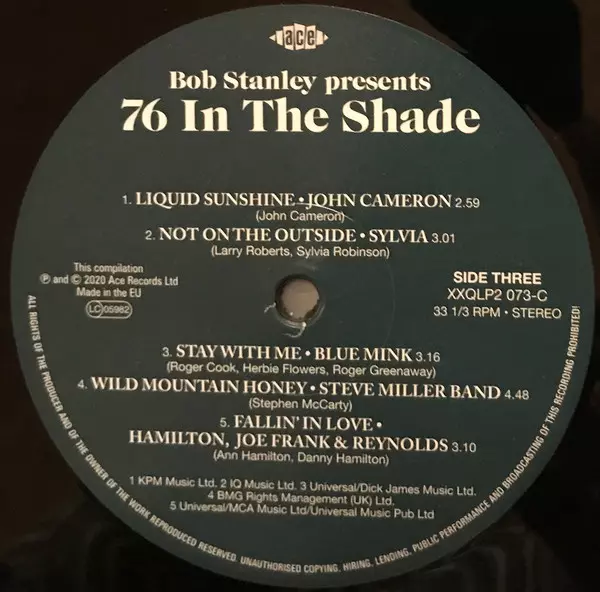 ace
Bob Stanley presents
76 In The Shade
1. LIQUID SUNSHINE • JOHN CAMERON 2.59
(John Cameron)
2. NOT ON THE OUTSIDE • SYLVIA 3.01
(Larry Roberts, Sylvia Robinson)
This compilation
℗ and © 2020 Ace Records Ltd
Made in the EU
LC 05982
SIDE THREE
XXQLP2 073-C
33 1/3 RPM • STEREO
3. STAY WITH ME • BLUE MINK 3.16
(Roger Cook, Herbie Flowers, Roger Greenaway)
4. WILD MOUNTAIN HONEY • STEVE MILLER BAND 4.48
(Stephen McCarty)
5. FALLIN' IN LOVE •
HAMILTON, JOE FRANK & REYNOLDS 3.10
(Ann Hamilton, Danny Hamilton)
1 KPM Music Ltd. 2 IQ Music Ltd. 3 Universal/Dick James Music Ltd.
4 BMG Rights Management (UK) Ltd.
5 Universal/MCA Music Ltd/Universal Music Pub Ltd
ALL RIGHTS OF THE PRODUCER AND OF THE OWNER OF THE WORK REPRODUCED RESERVED. UNAUTHORISED COPYING, HIRING, LENDING, PUBLIC PERFORMANCE AND BROADCASTING OF THIS RECORDING PROHIBITED!